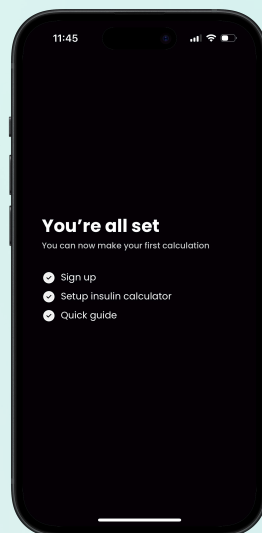 11:45
You’re all set
You can now make your first calculation
Sign up
Setup insulin calculator
Quick guide